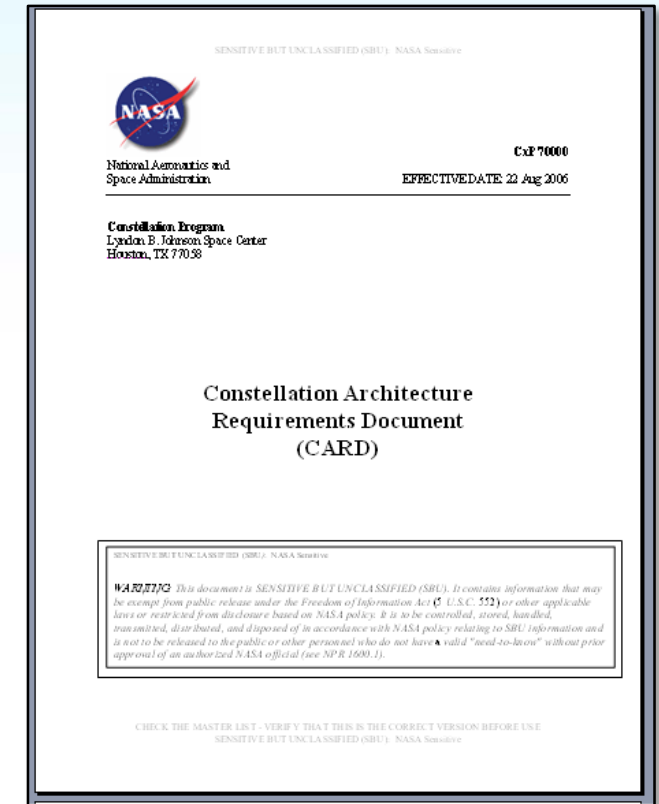 SENSITIVE BUT UNCLASSIFIED (SBU): NASA Sensitive
NASA
National Aeronautics and
Space Administration
CxP 70000
EFFECTIVE DATE: 22 Aug 2006
Constellation Program
Lyndon B. Johnson Space Center
Houston, TX 77058
Constellation Architecture
Requirements Document
(CARD)
SENSITIVE BUT UNCLASSIFIED (SBU): NASA Sensitive
WARNING: This document is SENSITIVE BUT UNCLASSIFIED (SBU). It contains information that may
be exempt from public release under the Freedom of Information Act (5 U.S.C. 552) or other applicable
laws or restricted from disclosure based on NASA policy. It is to be controlled, stored, handled,
transmitted, distributed, and disposed of in accordance with NASA policy relating to SBU information and
is not to be released to the public or other personnel who do not have a valid "need-to-know" without prior
approval of an authorized NASA official (see NPR 1600.1).
CHECK THE MASTER LIST - VERIFY THAT THIS IS THE CORRECT VERSION BEFORE USE
SENSITIVE BUT UNCLASSIFIED (SBU): NASA Sensitive